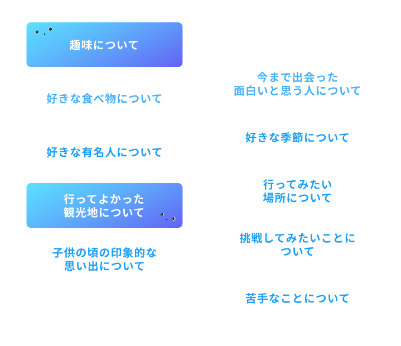 趣味について
好きな食べ物について
好きな有名人について
行ってよかった
観光地について
子供の頃の印象的な
思い出について
今まで出会った
面白いと思う人について
好きな季節について
行ってみたい
場所について
挑戦してみたいことに
ついて
苦手なことについて